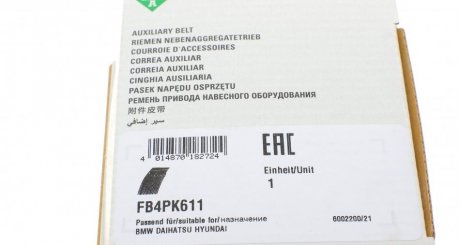 A
AUXILIARY BELT
RIEMEN NEBENAGGREGATETRIEB
COURROIE D'ACCESSOIRES
CORREA AUXILIAR
CORREIA AUXILIAR
CINGHIA AUSILIARIA
PASEK NAPĘDU OSPRZĘTU
РЕМЕНЬ ПРИВОДА НАВЕСНОГО ОБОРУДОВАНИЯ
附件皮带
سير إضافي
4 014870 182724
EAC
Einheit/Unit
1
FB4PK611
Passend für/suitable for/назначение
6002200/21
BMW DAIHATSU HYUNDAI